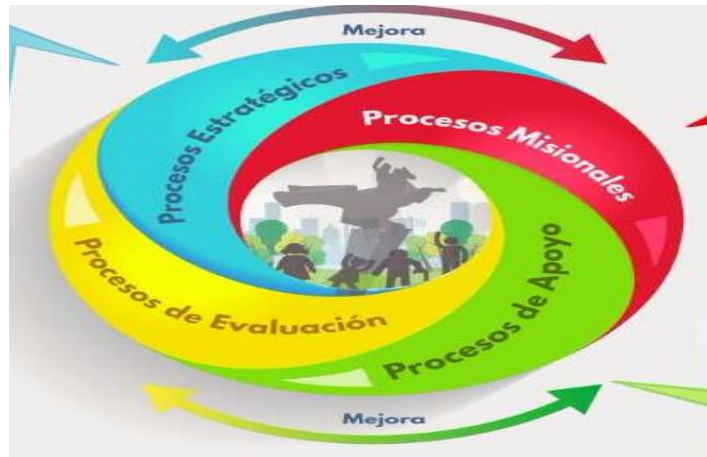 Mejora
Procesos Estratégicos
Procesos Misionales
Procesos de Evaluación
Procesos de Apoyo
Mejora